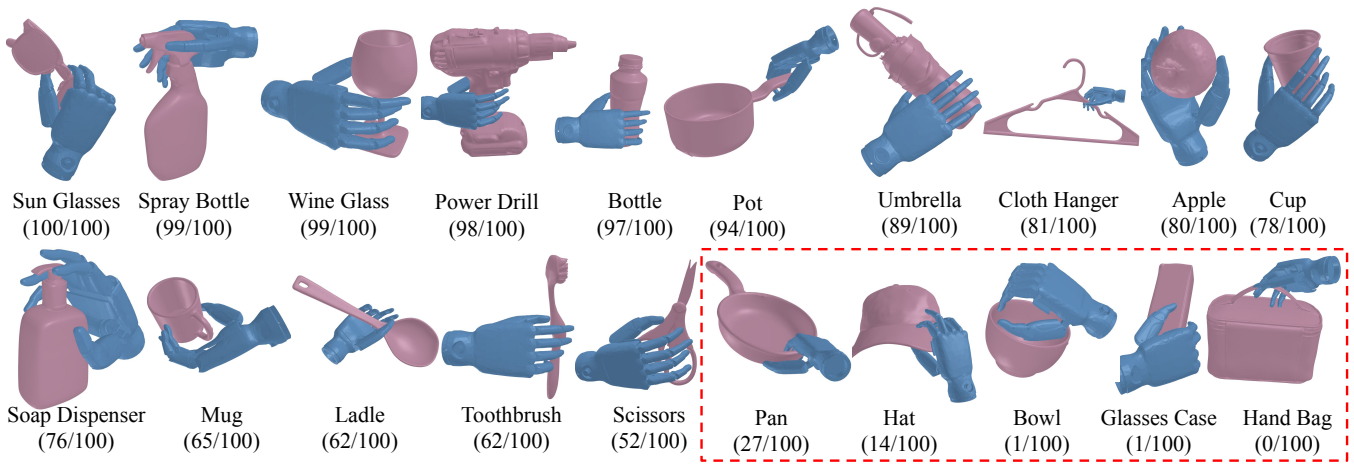 Sun Glasses Spray Bottle Wine Glass Power Drill Bottle Pot Umbrella Cloth Hanger Apple Cup
(100/100) (99/100) (99/100) (98/100) (97/100) (94/100) (89/100) (81/100) (80/100) (78/100)
Soap Dispenser Mug Ladle Toothbrush Scissors Pan Hat Bowl Glasses Case Hand Bag
(76/100) (65/100) (62/100) (62/100) (52/100) (27/100) (14/100) (1/100) (1/100) (0/100)